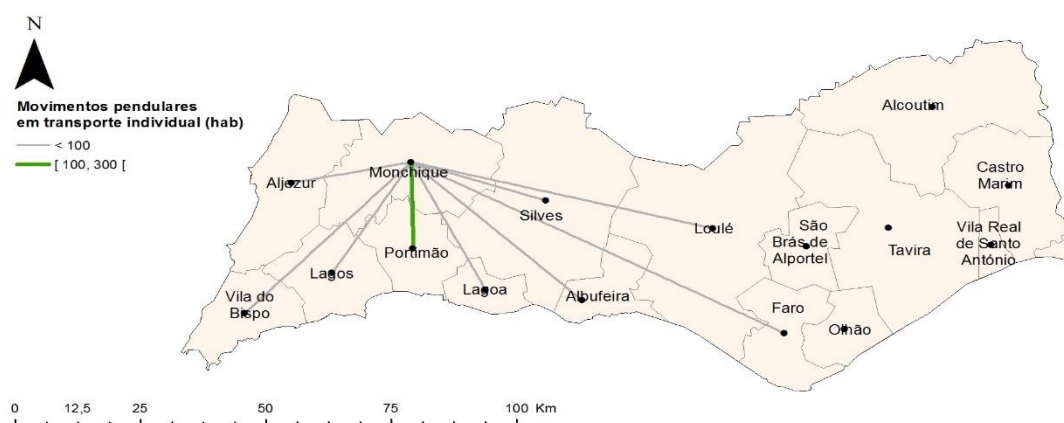 N
Movimentos pendulares
em transporte individual (hab)
< 100
[ 100, 300 [
Alcoutim
Castro
Marim
Monchique
Aljezur
Silves
Loulé
São
Brás de
Alportel
Tavira
Vila Real
de Santo
António
Portimão
Lagos
Lagoa
Albufeira
Vila do
Bispo
Faro
Olhão
0 12,5 25 50 75 100 Km